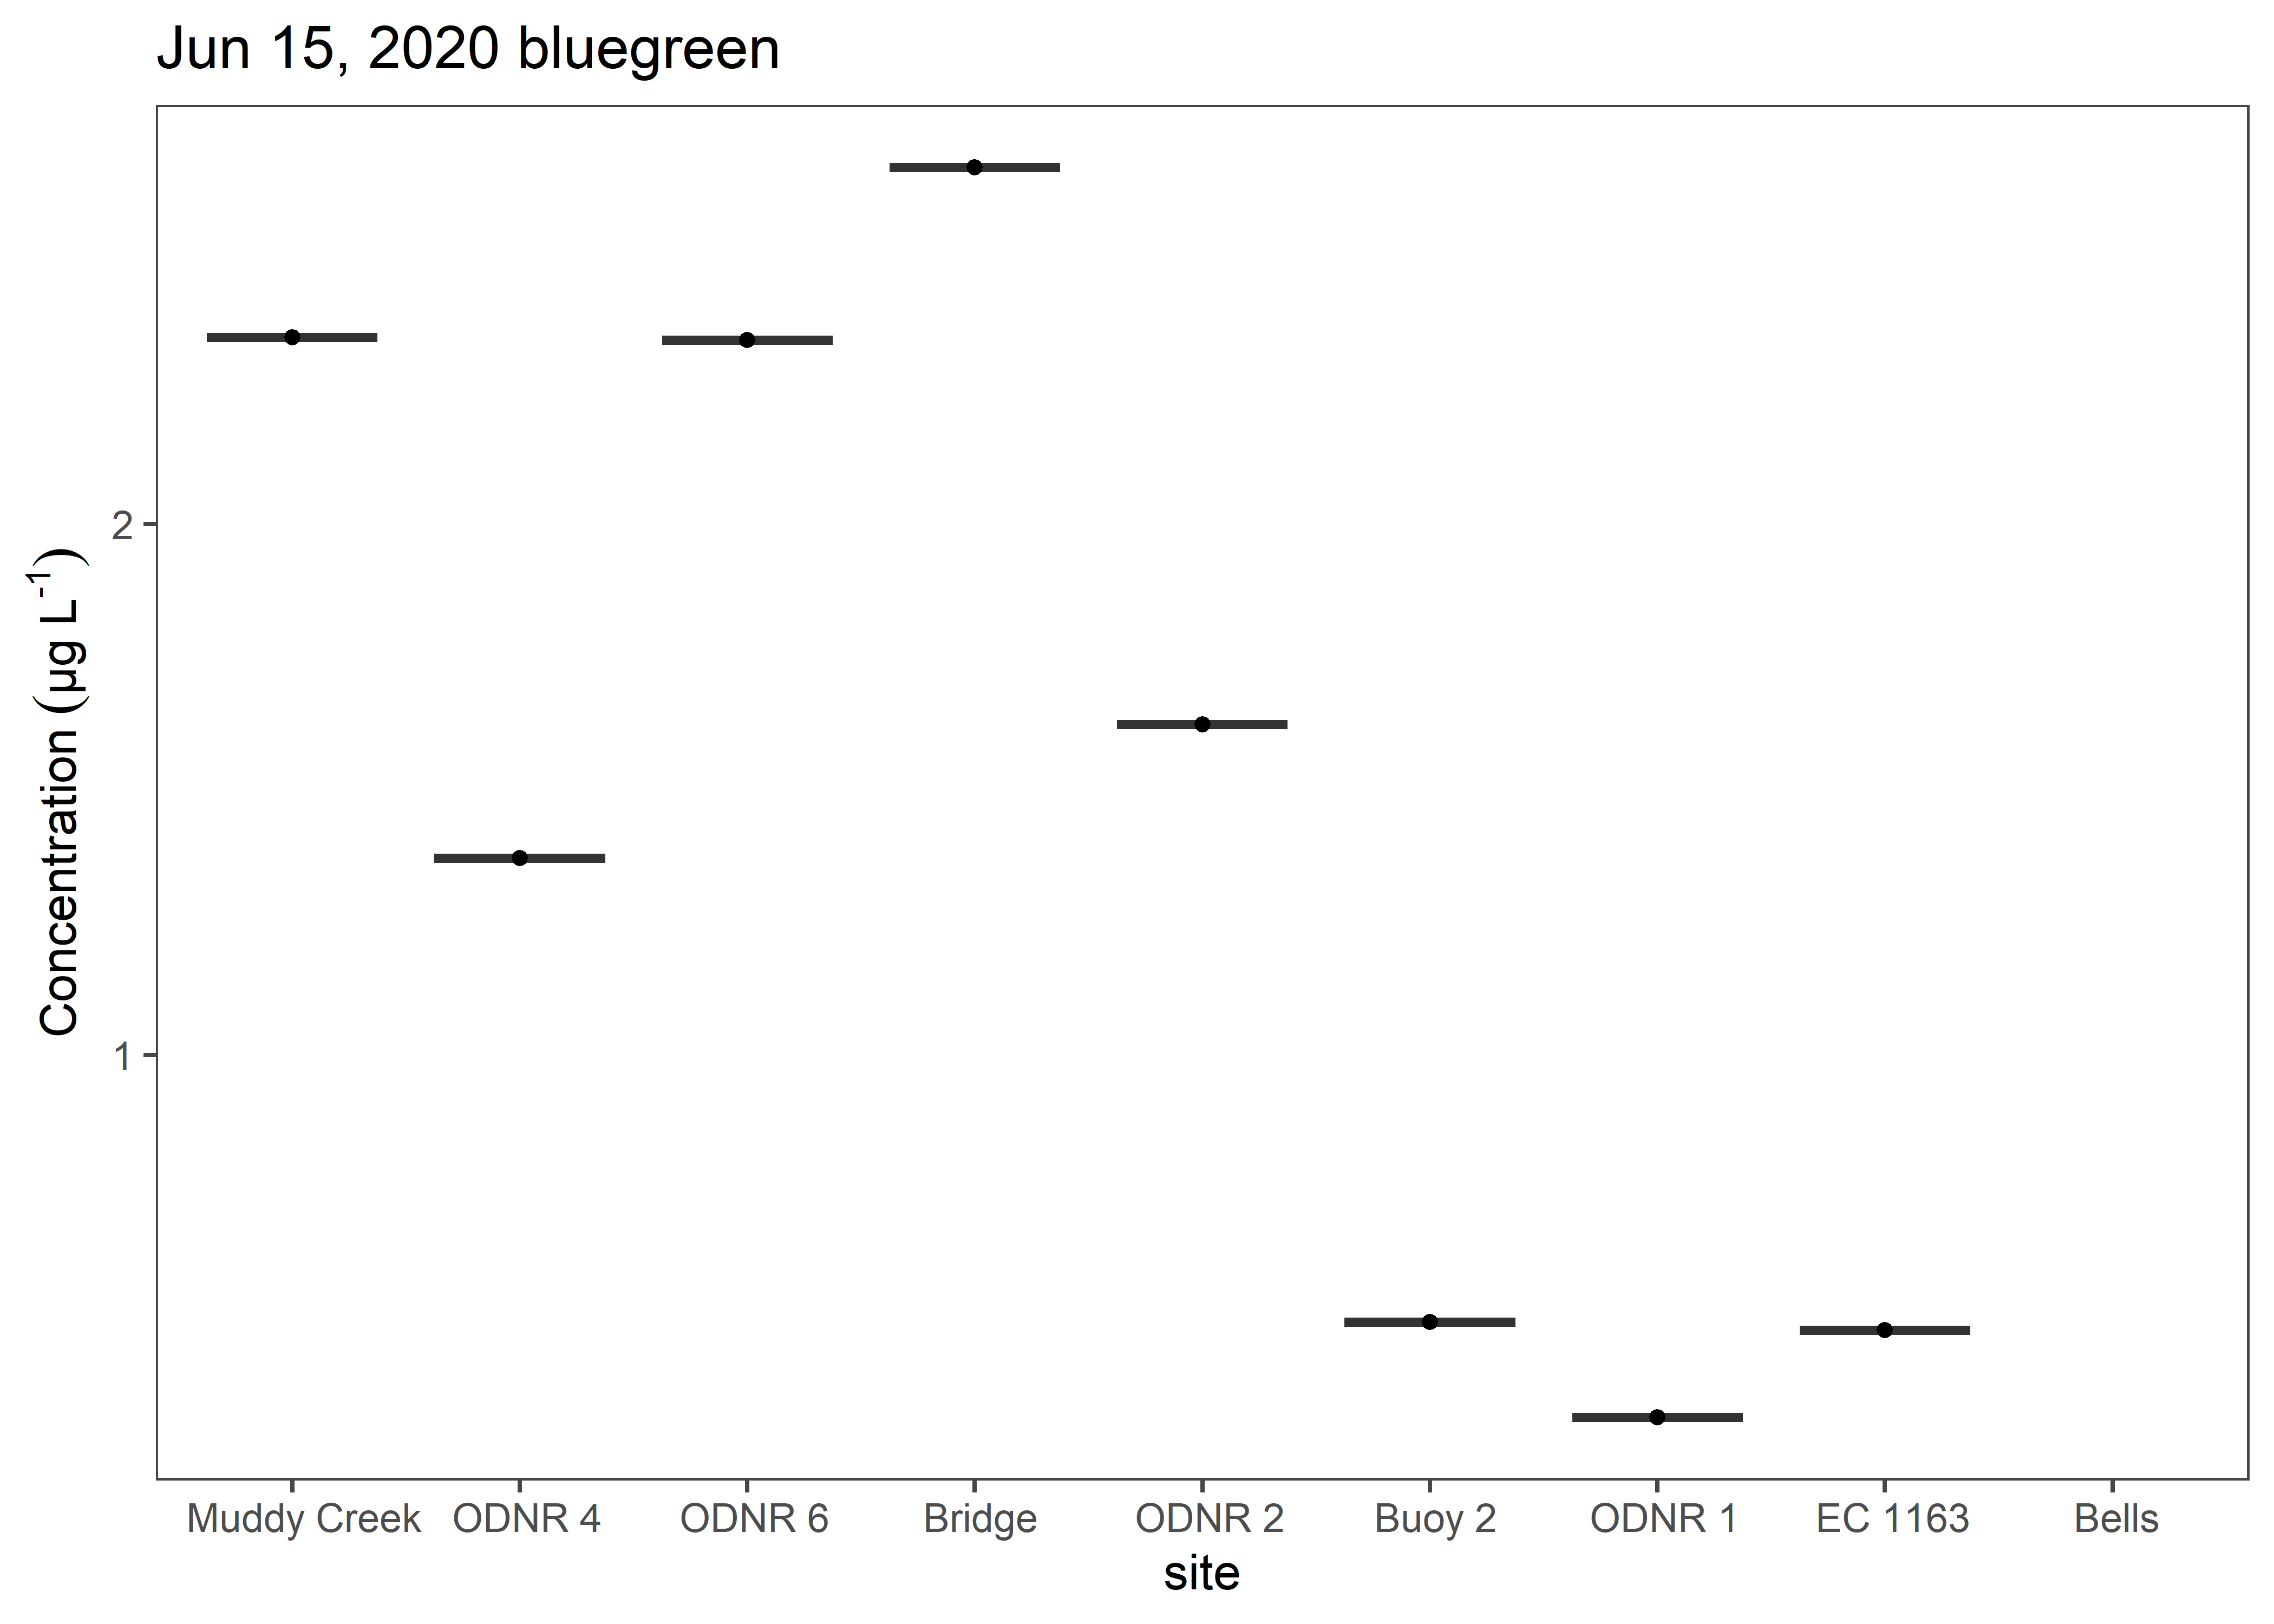 Jun 15, 2020 bluegreen
Concentration (µg L⁻¹)
2
1
Muddy Creek ODNR 4 ODNR 6 Bridge ODNR 2 Buoy 2 ODNR 1 EC 1163 Bells
site